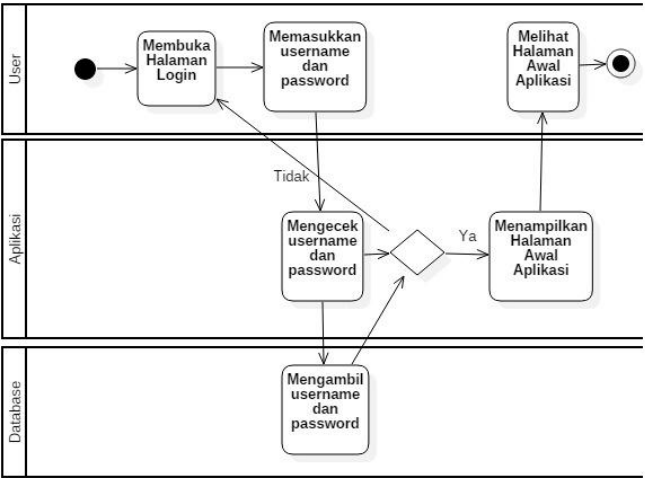 User
Membuka
Halaman
Login
Memasukkan
username
dan
password
Melihat
Halaman
Awal
Aplikasi
Aplikasi
Tidak
Mengecek
username
dan
password
Ya
Menampilkan
Halaman
Awal
Aplikasi
Database
Mengambil
username
dan
password